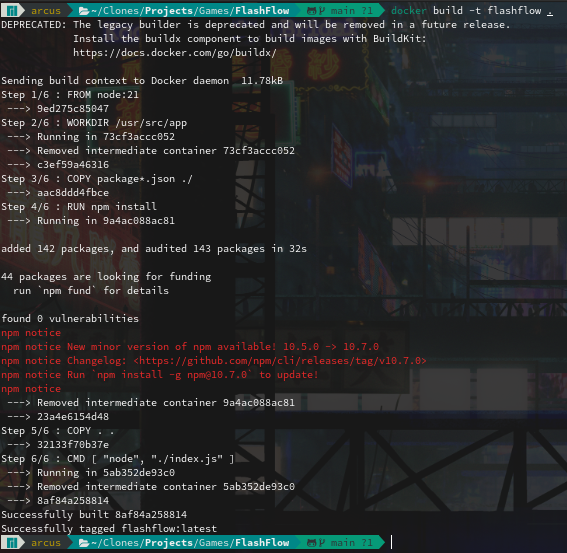 arcus ~/Clones/Projects/Games/FlashFlow main ?1 docker build -t flashflow .
DEPRECATED: The legacy builder is deprecated and will be removed in a future release.
            Install the buildx component to build images with BuildKit:
            https://docs.docker.com/go/buildx/

Sending build context to Docker daemon  11.78kB
Step 1/6 : FROM node:21
 ---> 9ed275c85047
Step 2/6 : WORKDIR /usr/src/app
 ---> Running in 73cf3accc052
 ---> Removed intermediate container 73cf3accc052
 ---> c3ef59a46316
Step 3/6 : COPY package*.json ./
 ---> aac8ddd4fbce
Step 4/6 : RUN npm install
 ---> Running in 9a4ac088ac81

added 142 packages, and audited 143 packages in 32s

44 packages are looking for funding
  run `npm fund` for details

found 0 vulnerabilities
npm notice
npm notice New minor version of npm available! 10.5.0 -> 10.7.0
npm notice Changelog: <https://github.com/npm/cli/releases/tag/v10.7.0>
npm notice Run `npm install -g npm@10.7.0` to update!
npm notice
 ---> Removed intermediate container 9a4ac088ac81
 ---> 23a4e6154d48
Step 5/6 : COPY . .
 ---> 32133f70b37e
Step 6/6 : CMD [ "node", "./index.js" ]
 ---> Running in 5ab352de93c0
 ---> Removed intermediate container 5ab352de93c0
 ---> 8af84a258814
Successfully built 8af84a258814
Successfully tagged flashflow:latest
arcus ~/Clones/Projects/Games/FlashFlow main ?1